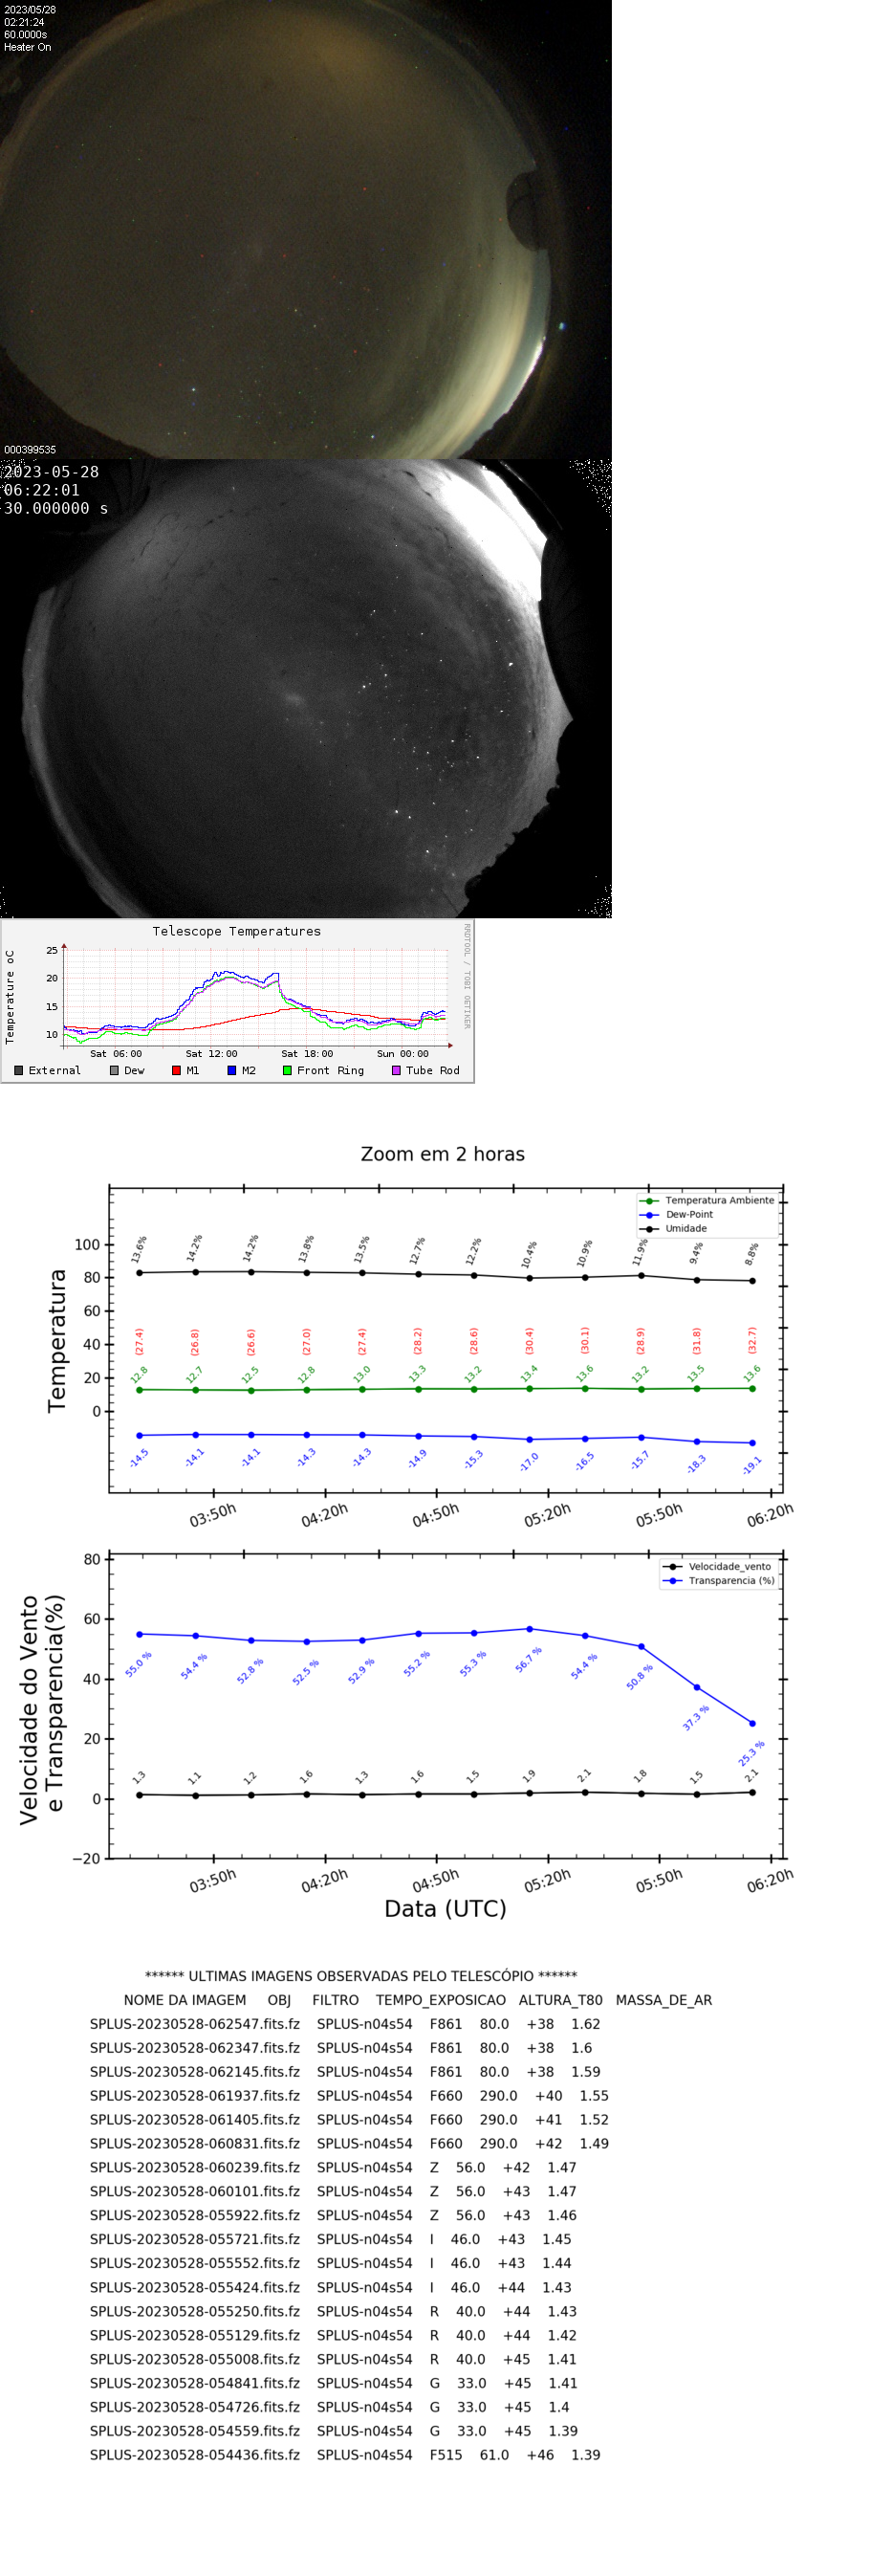 2023/05/28
02:21:24
60.0000s
Heater On
000399535
2023-05-28
06:22:01
30.000000 s
Telescope Temperatures
RRDTOOL / TOBI OETIKER
Temperature oC
25
20
15
10
Sat 06:00 Sat 12:00 Sat 18:00 Sun 00:00
External Dew M1 M2 Front Ring Tube Rod
Zoom em 2 horas
Temperatura Ambiente
Dew-Point
Umidade
Temperatura
100
80
60
40
20
0
13.6% 14.2% 14.2% 13.8% 13.5% 12.7% 12.2% 10.4% 10.9% 11.9% 9.4% 8.8%
(27.4) (26.8) (26.6) (27.0) (27.4) (28.2) (28.6) (30.4) (30.1) (28.9) (31.8) (32.7)
12.8 12.7 12.5 12.8 13.0 13.3 13.2 13.4 13.6 13.2 13.5 13.6
-14.5 -14.1 -14.1 -14.3 -14.3 -14.9 -15.3 -17.0 -16.5 -15.7 -18.3 -19.1
03:50h 04:20h 04:50h 05:20h 05:50h 06:20h
Velocidade_vento
Transparencia (%)
Velocidade do Vento
e Transparencia(%)
80
60
40
20
0
−20
55.0 % 54.4 % 52.8 % 52.5 % 52.9 % 55.2 % 55.3 % 56.7 % 54.4 % 50.8 % 37.3 % 25.3 %
1.3 1.1 1.2 1.6 1.3 1.6 1.5 1.9 2.1 1.8 1.5 2.1
03:50h 04:20h 04:50h 05:20h 05:50h 06:20h
Data (UTC)
****** ULTIMAS IMAGENS OBSERVADAS PELO TELESCÓPIO ******
NOME DA IMAGEM OBJ FILTRO TEMPO_EXPOSICAO ALTURA_T80 MASSA_DE_AR
SPLUS-20230528-062547.fits.fz SPLUS-n04s54 F861 80.0 +38 1.62
SPLUS-20230528-062347.fits.fz SPLUS-n04s54 F861 80.0 +38 1.6
SPLUS-20230528-062145.fits.fz SPLUS-n04s54 F861 80.0 +38 1.59
SPLUS-20230528-061937.fits.fz SPLUS-n04s54 F660 290.0 +40 1.55
SPLUS-20230528-061405.fits.fz SPLUS-n04s54 F660 290.0 +41 1.52
SPLUS-20230528-060831.fits.fz SPLUS-n04s54 F660 290.0 +42 1.49
SPLUS-20230528-060239.fits.fz SPLUS-n04s54 Z 56.0 +42 1.47
SPLUS-20230528-060101.fits.fz SPLUS-n04s54 Z 56.0 +43 1.47
SPLUS-20230528-055922.fits.fz SPLUS-n04s54 Z 56.0 +43 1.46
SPLUS-20230528-055721.fits.fz SPLUS-n04s54 I 46.0 +43 1.45
SPLUS-20230528-055552.fits.fz SPLUS-n04s54 I 46.0 +43 1.44
SPLUS-20230528-055424.fits.fz SPLUS-n04s54 I 46.0 +44 1.43
SPLUS-20230528-055250.fits.fz SPLUS-n04s54 R 40.0 +44 1.43
SPLUS-20230528-055129.fits.fz SPLUS-n04s54 R 40.0 +44 1.42
SPLUS-20230528-055008.fits.fz SPLUS-n04s54 R 40.0 +45 1.41
SPLUS-20230528-054841.fits.fz SPLUS-n04s54 G 33.0 +45 1.41
SPLUS-20230528-054726.fits.fz SPLUS-n04s54 G 33.0 +45 1.4
SPLUS-20230528-054559.fits.fz SPLUS-n04s54 G 33.0 +45 1.39
SPLUS-20230528-054436.fits.fz SPLUS-n04s54 F515 61.0 +46 1.39